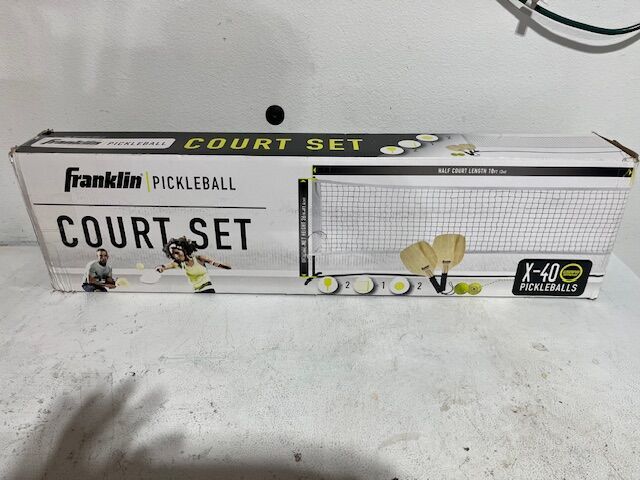 Franklin PICKLEBALL COURT SET
Franklin PICKLEBALL
COURT SET
HALF COURT LENGTH 10FT
2 1 2
X-40
PICKLEBALLS